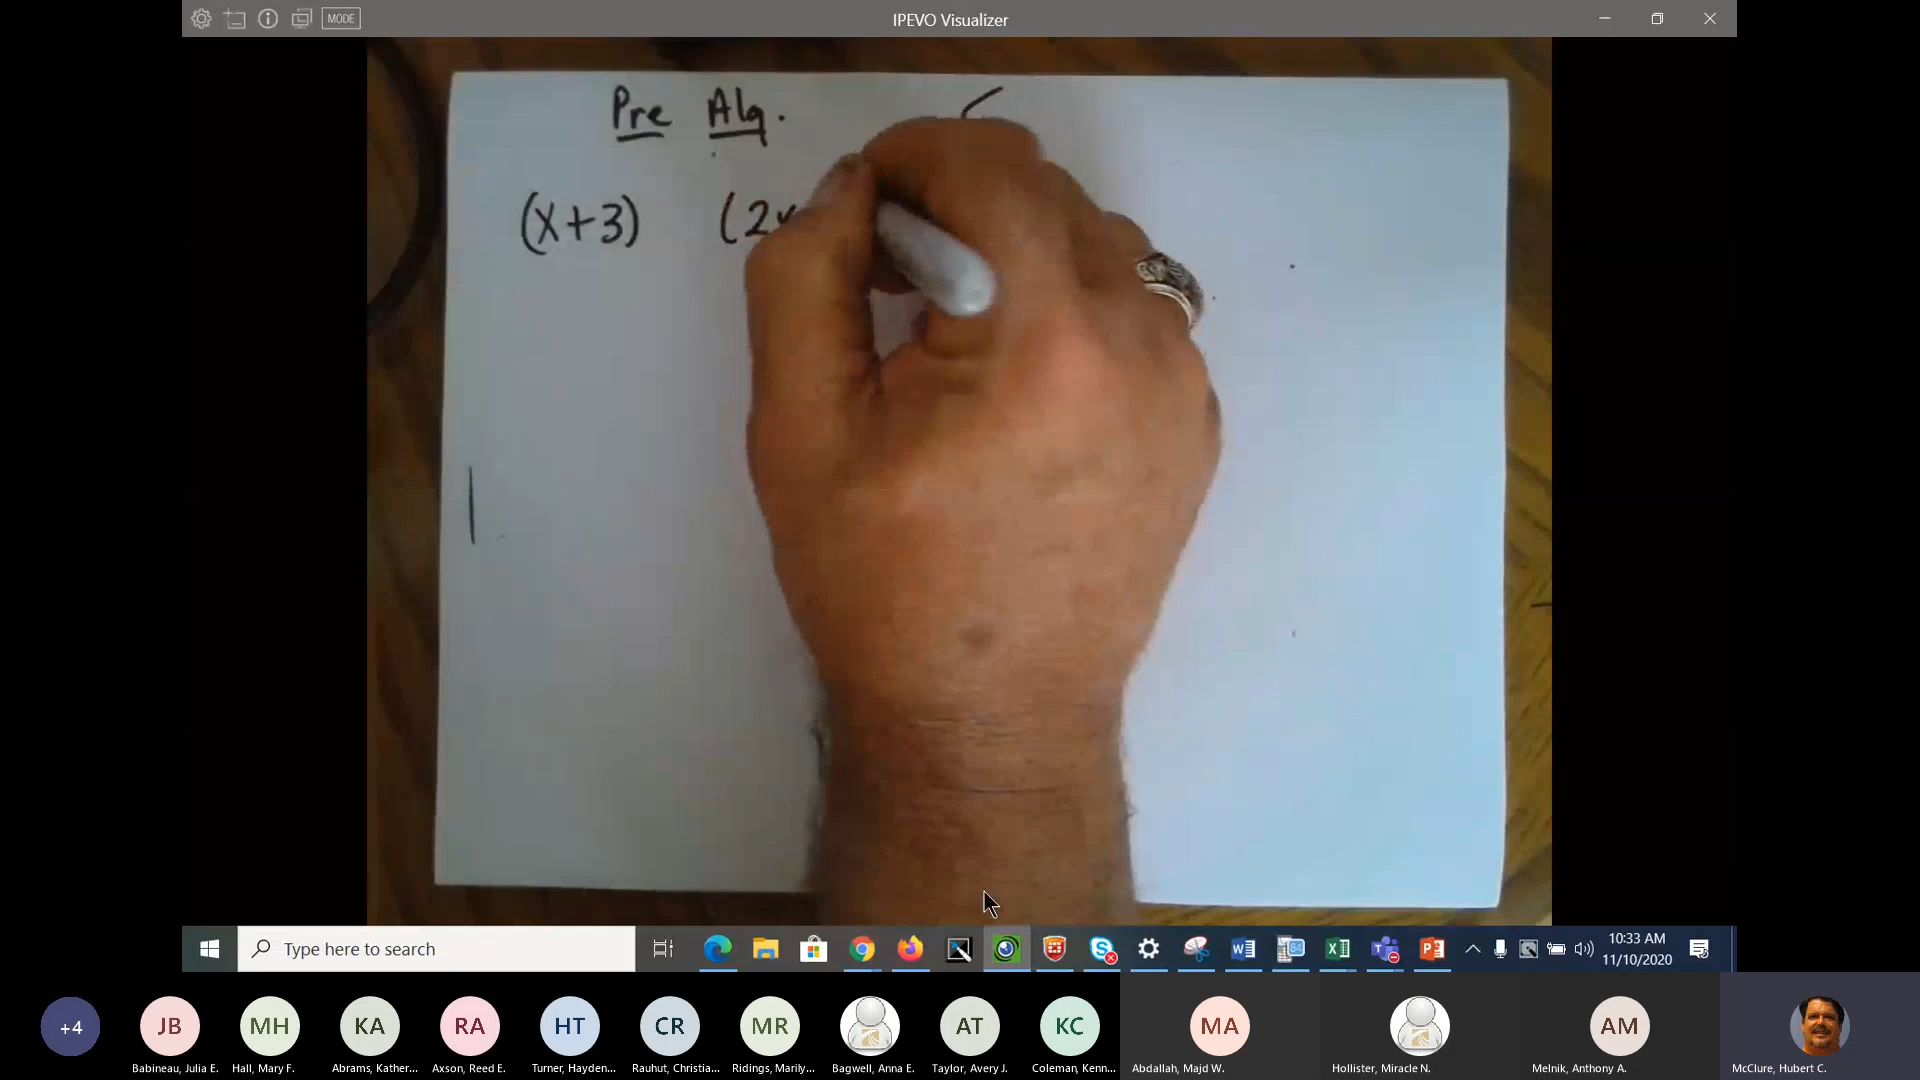 MODE
IPEVO Visualizer
Pre Alg.
(x+3) (2x
Type here to search
84
10:33 AM
11/10/2020
+4
JB
MH
KA
RA
HT
CR
MR
AT
KC
MA
AM
Babineau, Julia E.
Hall, Mary F.
Abrams, Kather...
Axson, Reed E.
Turner, Hayden...
Rauhut, Christia...
Ridings, Marily...
Bagwell, Anna E.
Taylor, Avery J.
Coleman, Kenn...
Abdallah, Majd W.
Hollister, Miracle N.
Melnik, Anthony A.
McClure, Hubert C.